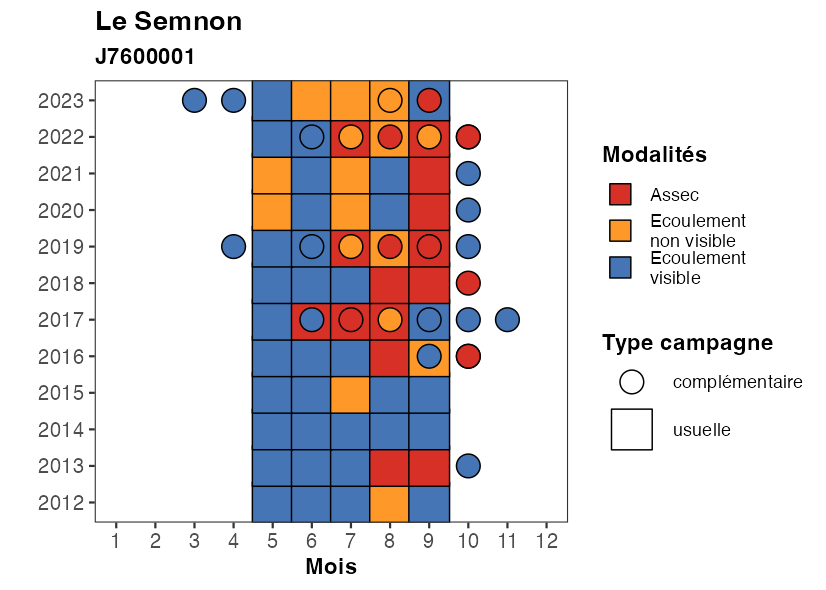 Le Semnon
J7600001
2023
2022
2021
2020
2019
2018
2017
2016
2015
2014
2013
2012
1 2 3 4 5 6 7 8 9 10 11 12
Mois
Modalités
Assec
Ecoulement
non visible
Ecoulement
visible
Type campagne
complémentaire
usuelle